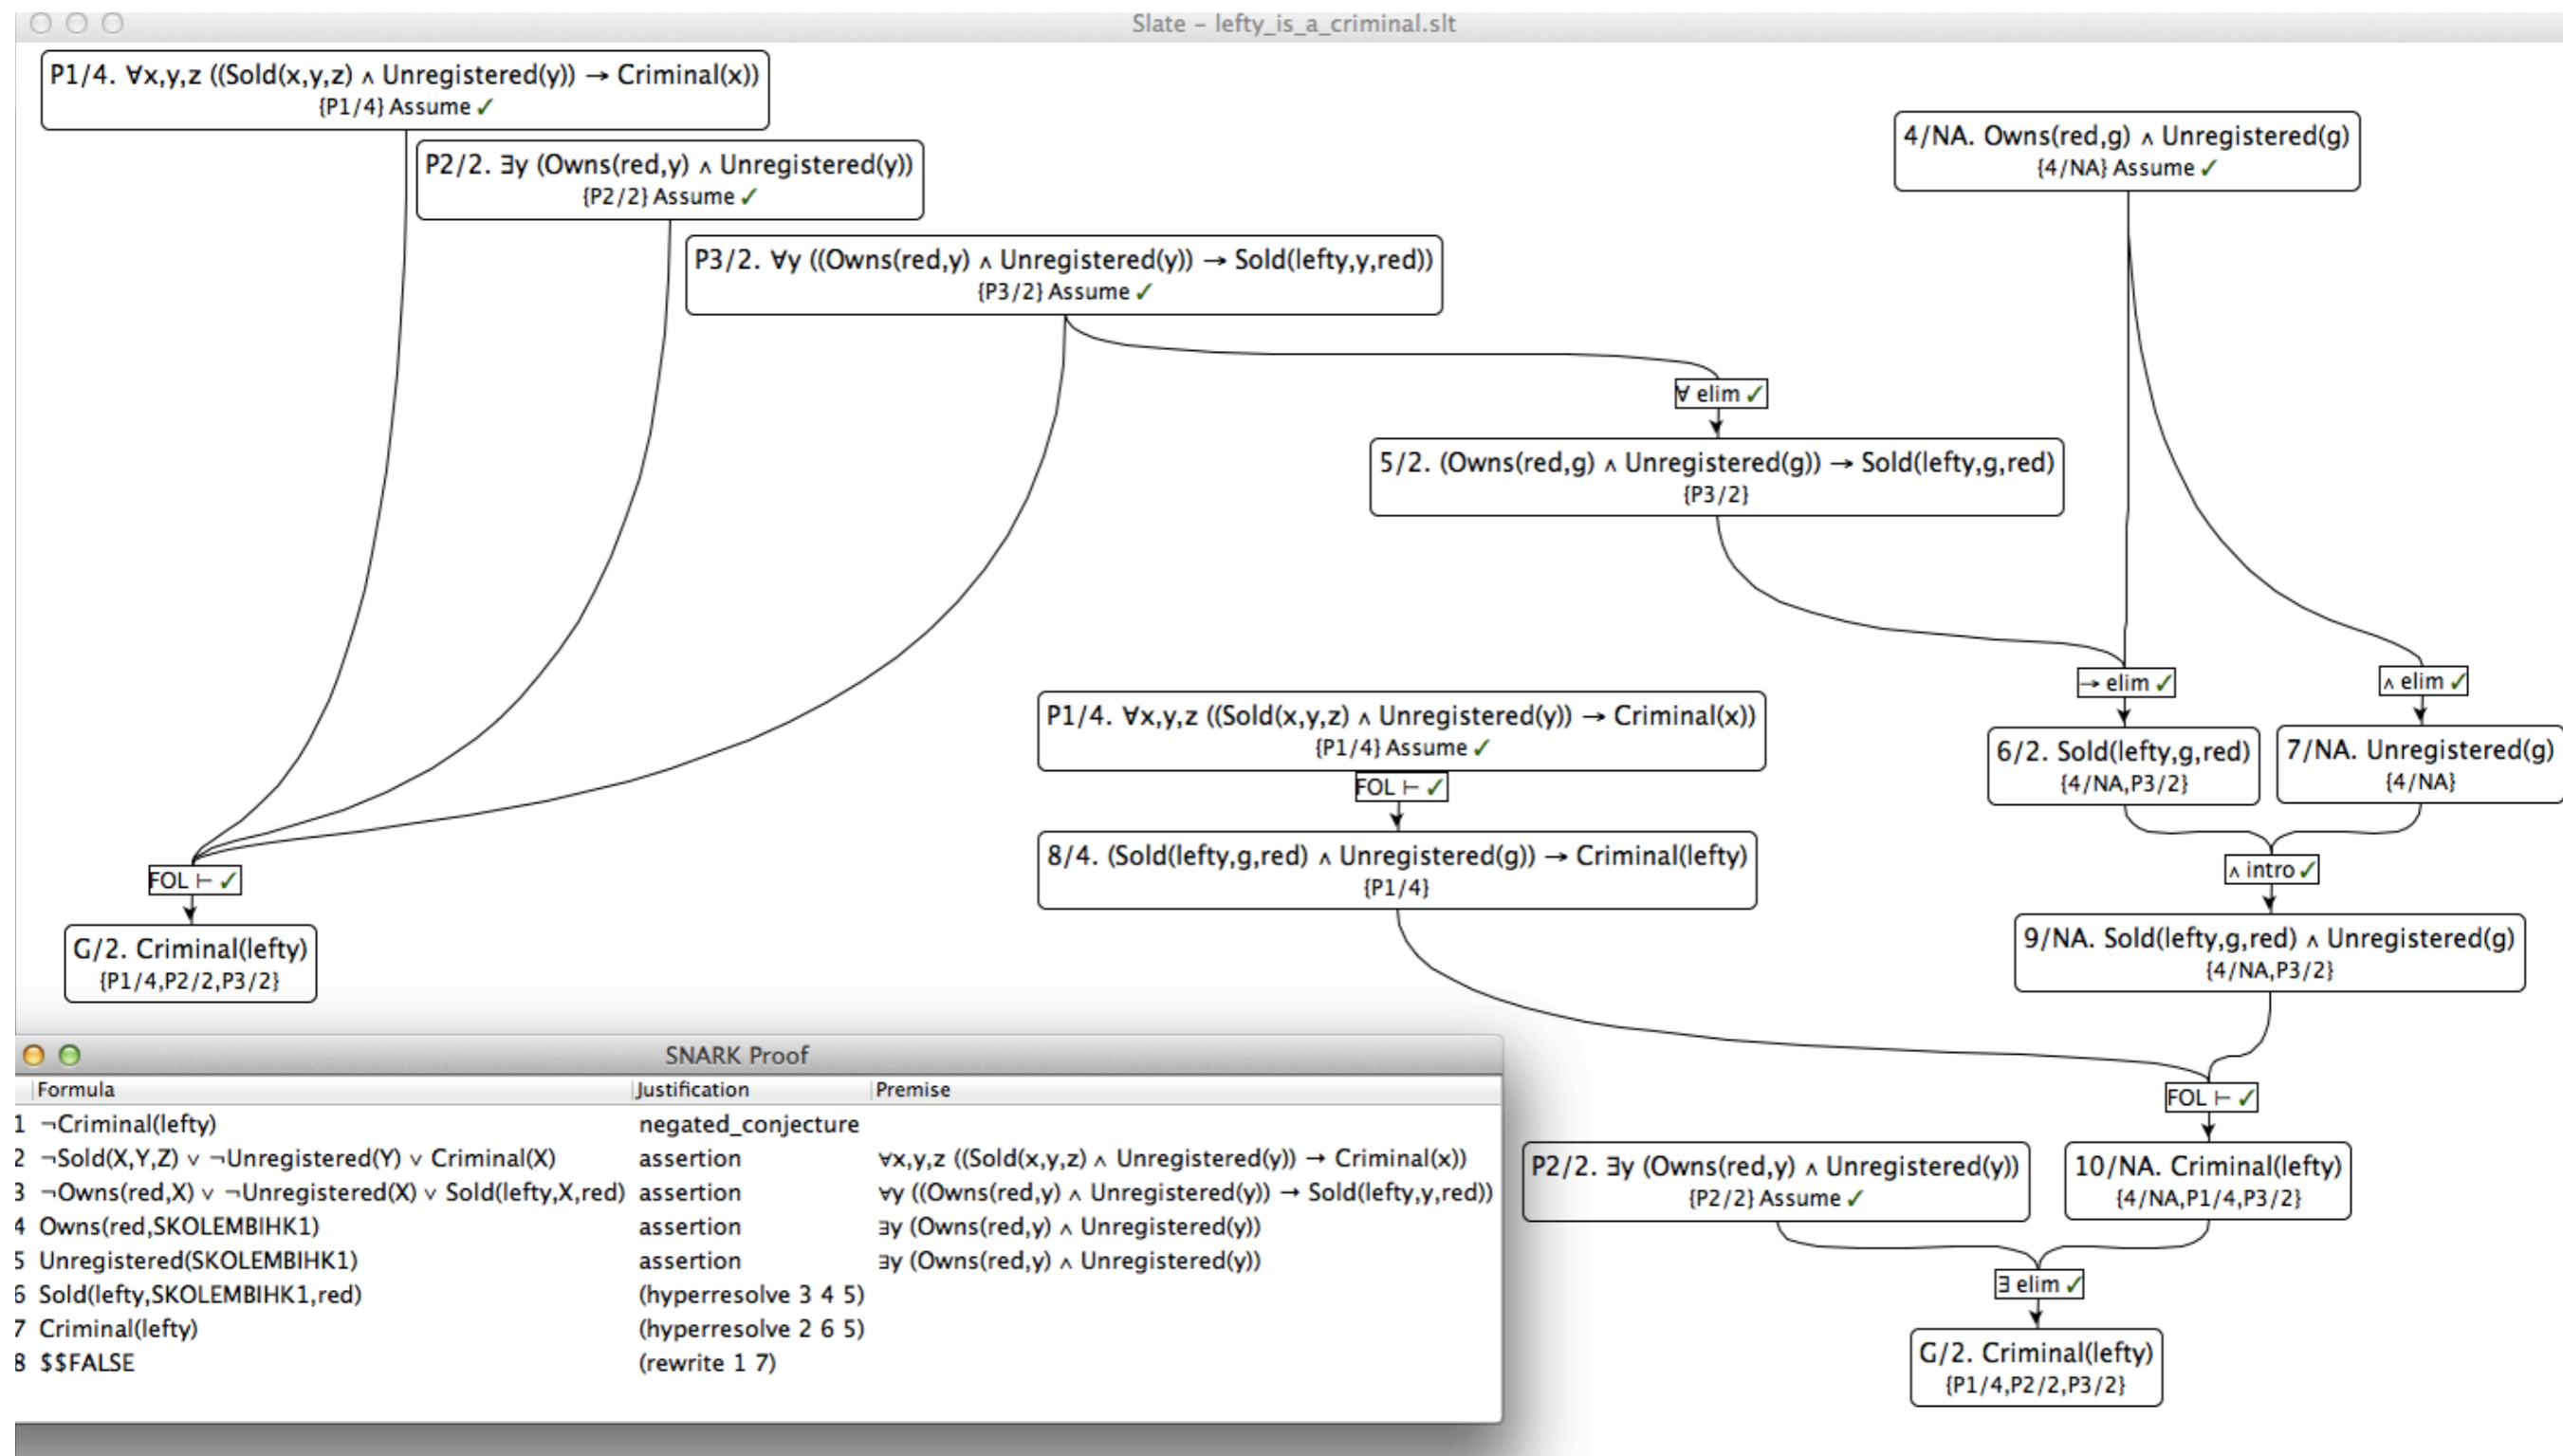 Slate – lefty_is_a_criminal.slt
P1/4. ∀x,y,z ((Sold(x,y,z) ∧ Unregistered(y)) → Criminal(x))
{P1/4} Assume ✓
P2/2. ∃y (Owns(red,y) ∧ Unregistered(y))
{P2/2} Assume ✓
P3/2. ∀y ((Owns(red,y) ∧ Unregistered(y)) → Sold(lefty,y,red))
{P3/2} Assume ✓
4/NA. Owns(red,g) ∧ Unregistered(g)
{4/NA} Assume ✓
∀ elim ✓
5/2. (Owns(red,g) ∧ Unregistered(g)) → Sold(lefty,g,red)
{P3/2}
→ elim ✓
∧ elim ✓
6/2. Sold(lefty,g,red)
{4/NA,P3/2}
7/NA. Unregistered(g)
{4/NA}
P1/4. ∀x,y,z ((Sold(x,y,z) ∧ Unregistered(y)) → Criminal(x))
{P1/4} Assume ✓
FOL ⊢ ✓
8/4. (Sold(lefty,g,red) ∧ Unregistered(g)) → Criminal(lefty)
{P1/4}
∧ intro ✓
9/NA. Sold(lefty,g,red) ∧ Unregistered(g)
{4/NA,P3/2}
FOL ⊢ ✓
G/2. Criminal(lefty)
{P1/4,P2/2,P3/2}
FOL ⊢ ✓
P2/2. ∃y (Owns(red,y) ∧ Unregistered(y))
{P2/2} Assume ✓
10/NA. Criminal(lefty)
{4/NA,P1/4,P3/2}
∃ elim ✓
G/2. Criminal(lefty)
{P1/4,P2/2,P3/2}
SNARK Proof
Formula Justification Premise
1 ¬Criminal(lefty) negated_conjecture
2 ¬Sold(X,Y,Z) ∨ ¬Unregistered(Y) ∨ Criminal(X) assertion ∀x,y,z ((Sold(x,y,z) ∧ Unregistered(y)) → Criminal(x))
3 ¬Owns(red,X) ∨ ¬Unregistered(X) ∨ Sold(lefty,X,red) assertion ∀y ((Owns(red,y) ∧ Unregistered(y)) → Sold(lefty,y,red))
4 Owns(red,SKOLEMBIHK1) assertion ∃y (Owns(red,y) ∧ Unregistered(y))
5 Unregistered(SKOLEMBIHK1) assertion ∃y (Owns(red,y) ∧ Unregistered(y))
6 Sold(lefty,SKOLEMBIHK1,red) (hyperresolve 3 4 5)
7 Criminal(lefty) (hyperresolve 2 6 5)
8 $$FALSE (rewrite 1 7)